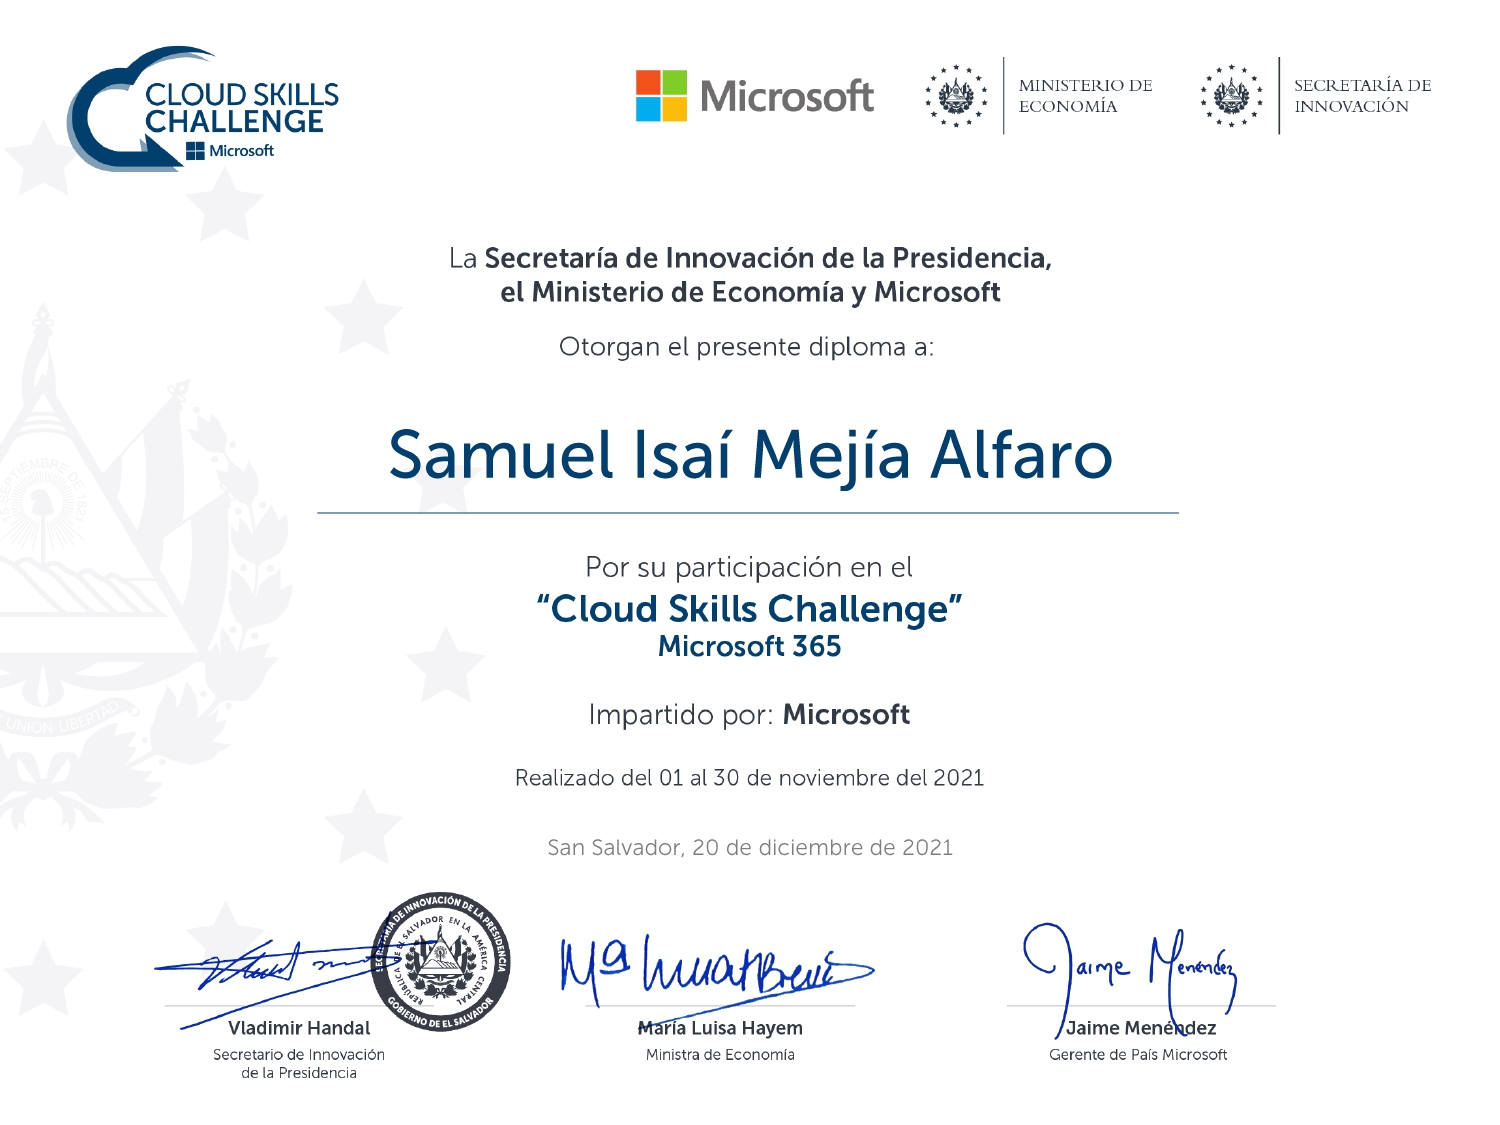 CLOUD SKILLS
CHALLENGE
Microsoft
Microsoft
MINISTERIO DE
ECONOMÍA
SECRETARÍA DE
INNOVACIÓN
La Secretaría de Innovación de la Presidencia,
el Ministerio de Economía y Microsoft
Otorgan el presente diploma a:
Samuel Isaí Mejía Alfaro
Por su participación en el
“Cloud Skills Challenge”
Microsoft 365
Impartido por: Microsoft
Realizado del 01 al 30 de noviembre del 2021
San Salvador, 20 de diciembre de 2021
SECRETARÍA DE INNOVACIÓN DE LA PRESIDENCIA
REPÚBLICA DE EL SALVADOR EN LA AMÉRICA CENTRAL
GOBIERNO DE EL SALVADOR
Jaime Menéndez
Vladimir Handal
Secretario de Innovación
de la Presidencia
María Luisa Hayem
Ministra de Economía
Jaime Menéndez
Gerente de País Microsoft
SEPTIEMBRE DE 1821
UNION LIBERTAD